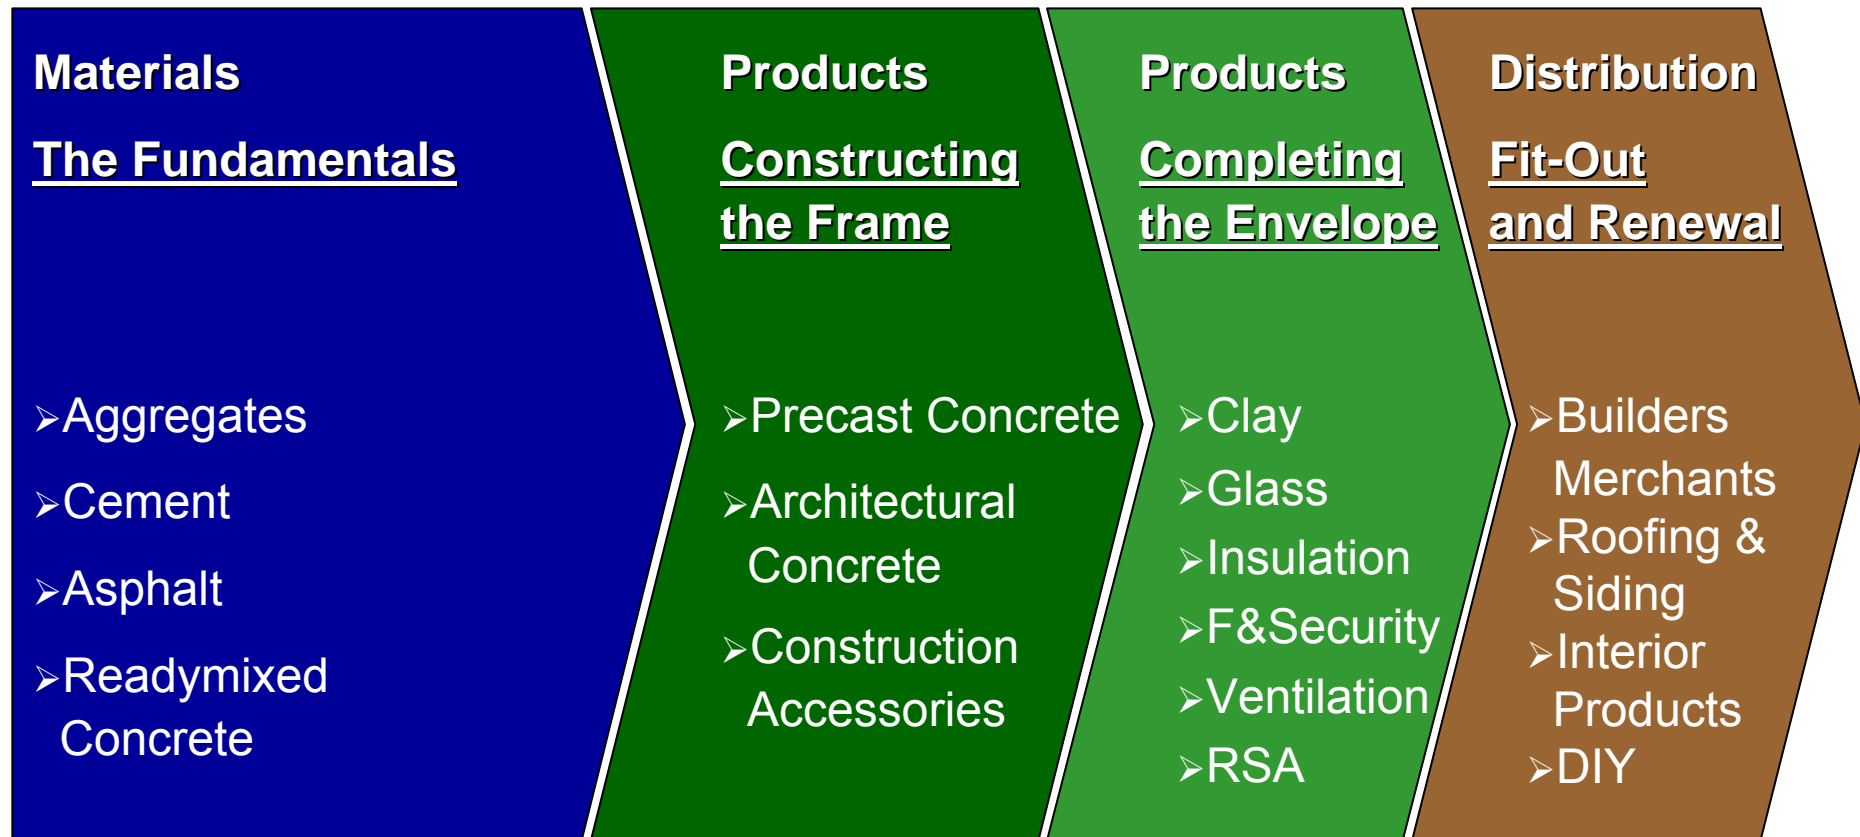 Materials
The Fundamentals
➢Aggregates
➢Cement
➢Asphalt
➢Readymixed
Concrete
Products
Constructing
the Frame
➢Precast Concrete
➢Architectural
Concrete
➢Construction
Accessories
Products
Completing
the Envelope
➢Clay
➢Glass
➢Insulation
➢F&Security
➢Ventilation
➢RSA
Distribution
Fit-Out
and Renewal
➢Builders
Merchants
➢Roofing &
Siding
➢Interior
Products
➢DIY